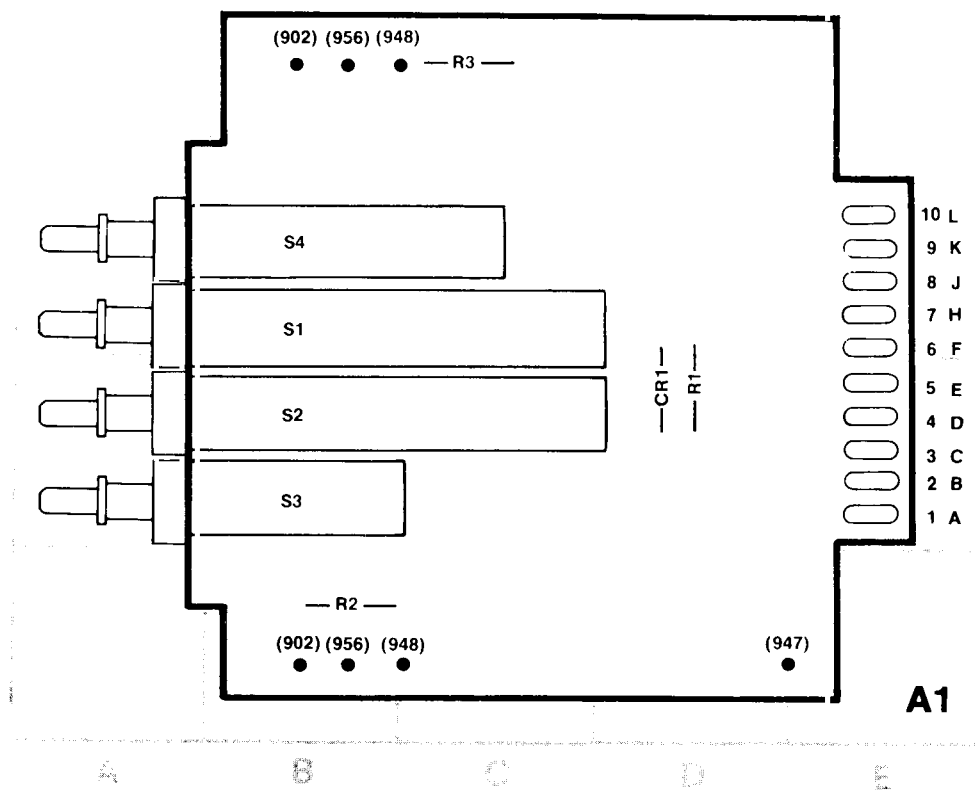 (902) (956) (948)
R3
S4
S1
S2
S3
CR1
R1
10 L
9 K
8 J
7 H
6 F
5 E
4 D
3 C
2 B
1 A
R2
(902) (956) (948)
(947)
A1
A B C D E